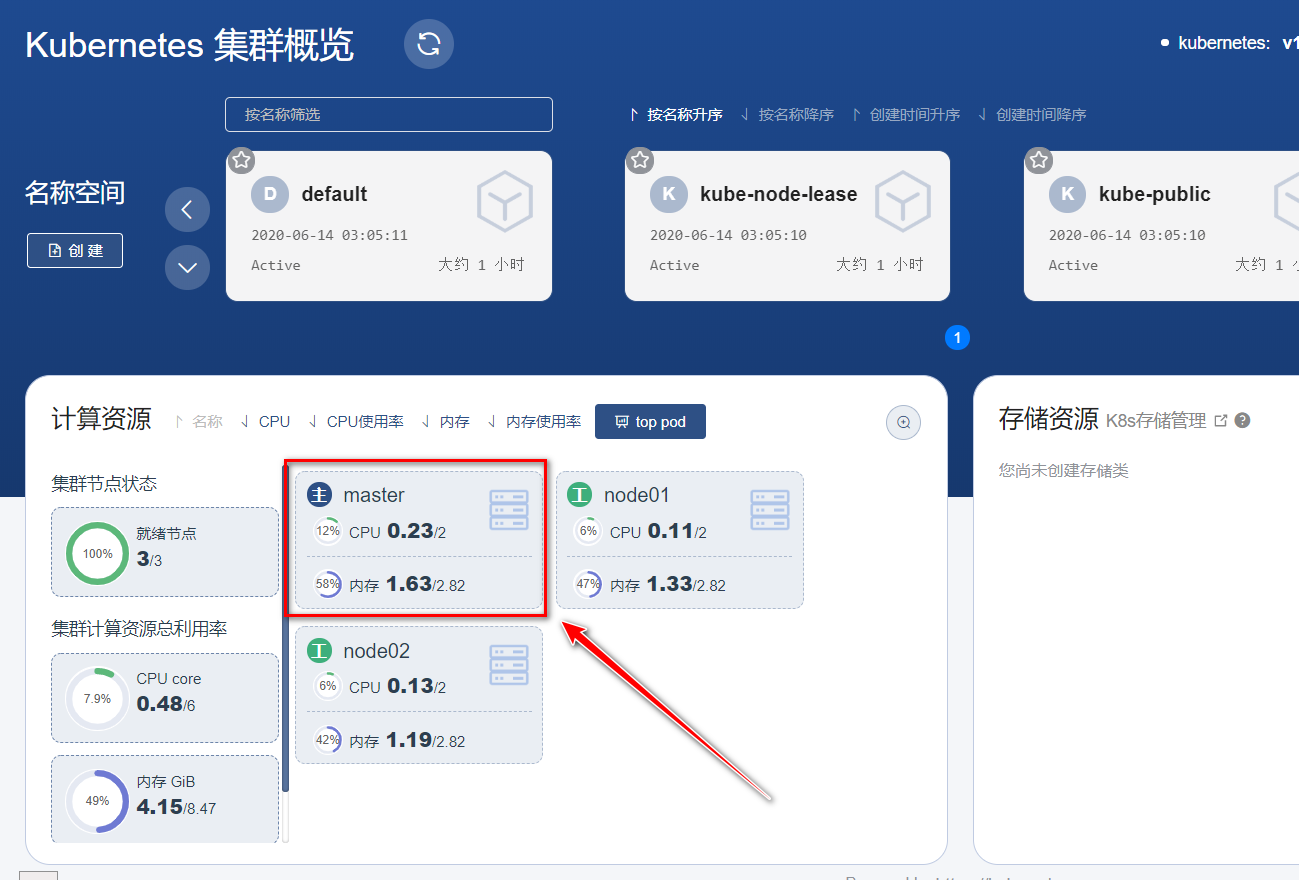 Kubernetes 集群概览
kubernetes: v1
按名称筛选
按名称升序 按名称降序 创建时间升序 创建时间降序
名称空间
创建
D default
2020-06-14 03:05:11
Active 大约 1 小时
K kube-node-lease
2020-06-14 03:05:10
Active 大约 1 小时
K kube-public
2020-06-14 03:05:10
Active 大约 1
1
计算资源 名称 CPU CPU使用率 内存 内存使用率 top pod
集群节点状态
100% 就绪节点
3/3
集群计算资源总利用率
7.9% CPU core
0.48/6
49% 内存 GiB
4.15/8.47
主 master
12% CPU 0.23/2
58% 内存 1.63/2.82
工 node01
6% CPU 0.11/2
47% 内存 1.33/2.82
工 node02
6% CPU 0.13/2
42% 内存 1.19/2.82
存储资源 K8s存储管理 ?
您尚未创建存储类